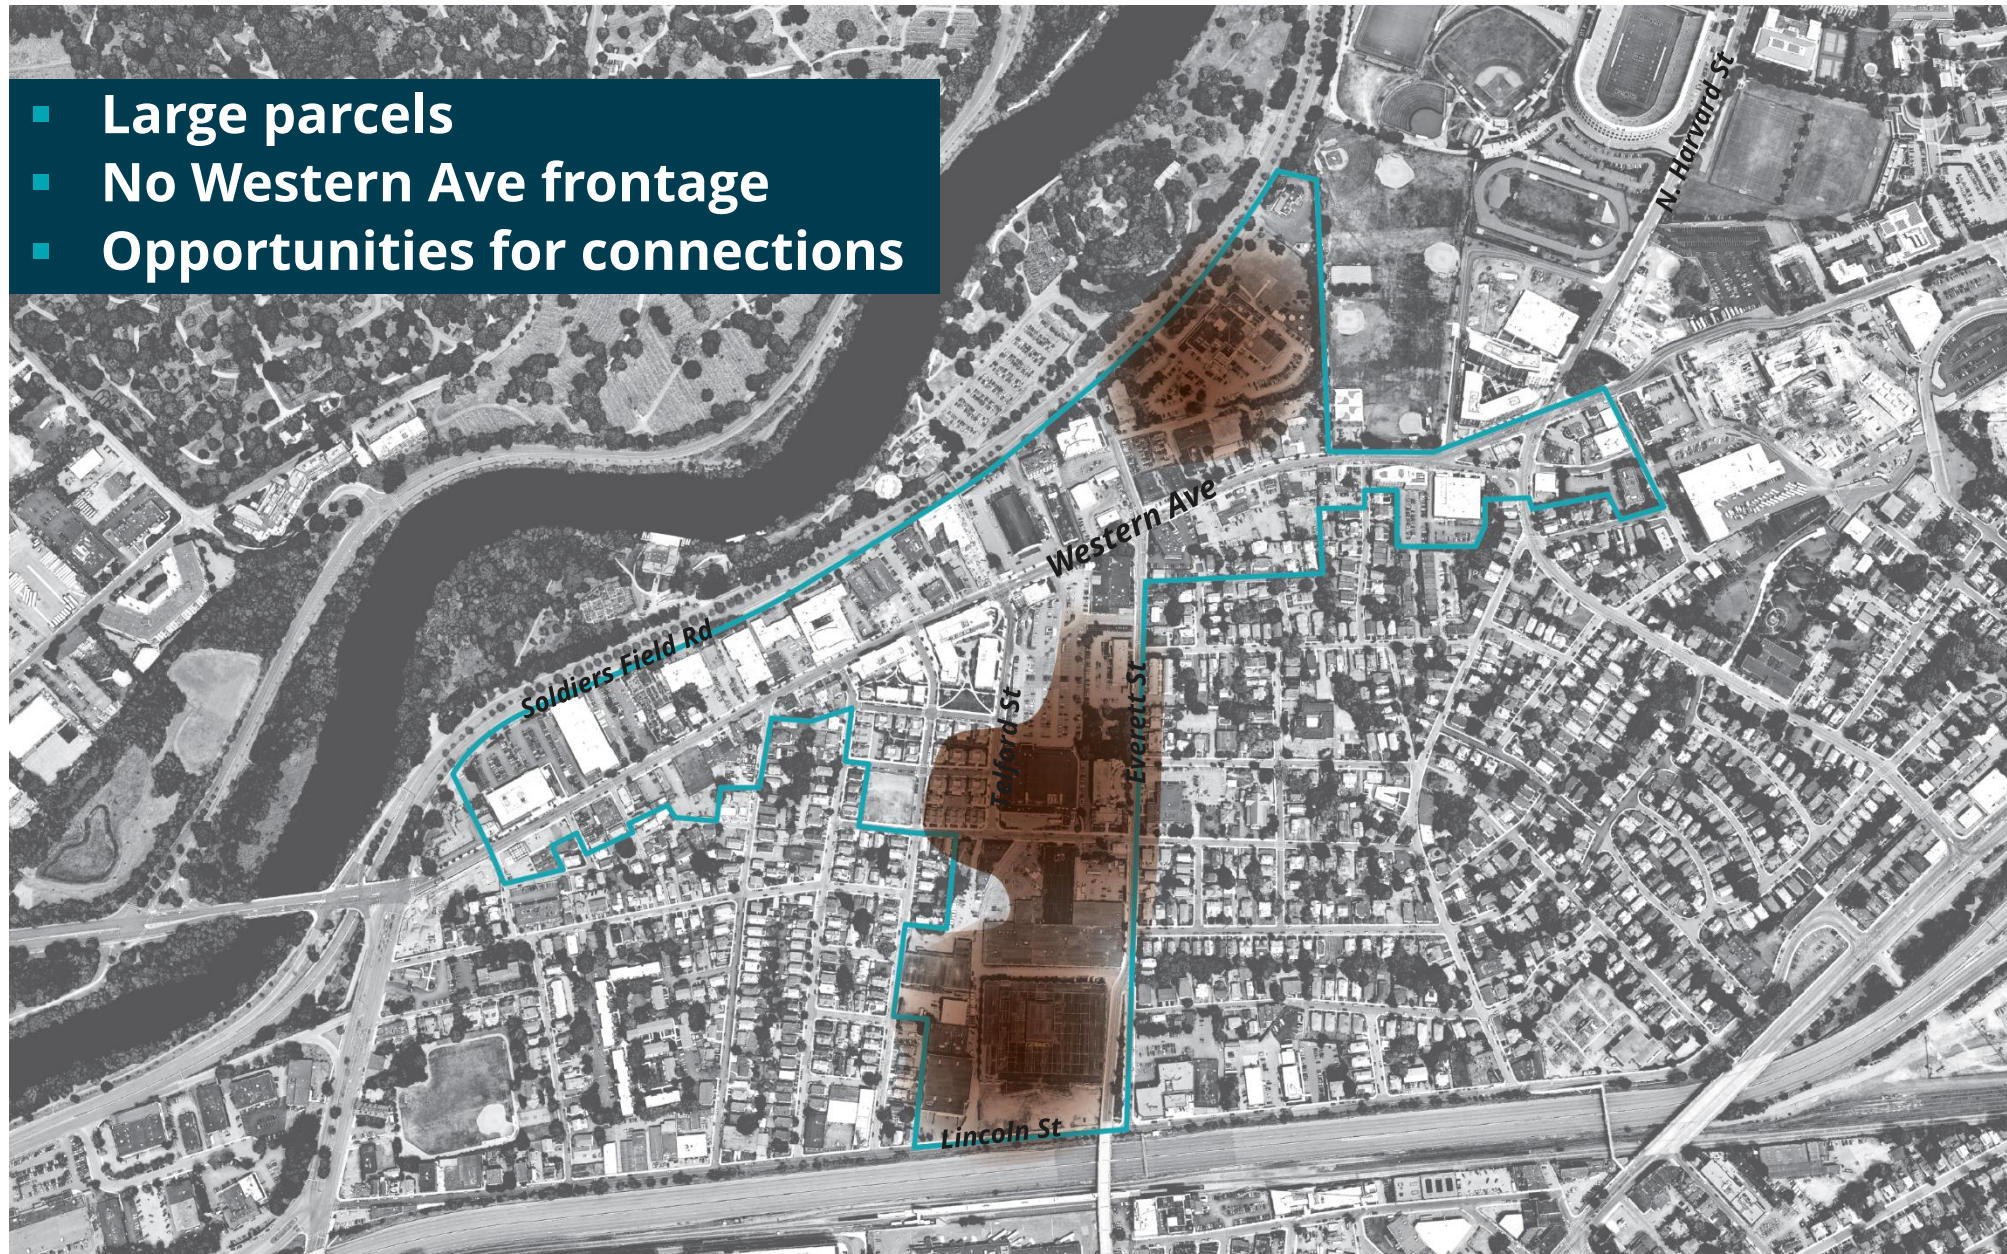 Large parcels
No Western Ave frontage
Opportunities for connections
N. Harvard St
Western Ave
Soldiers Field Rd
Telford St
Everett St
Lincoln St